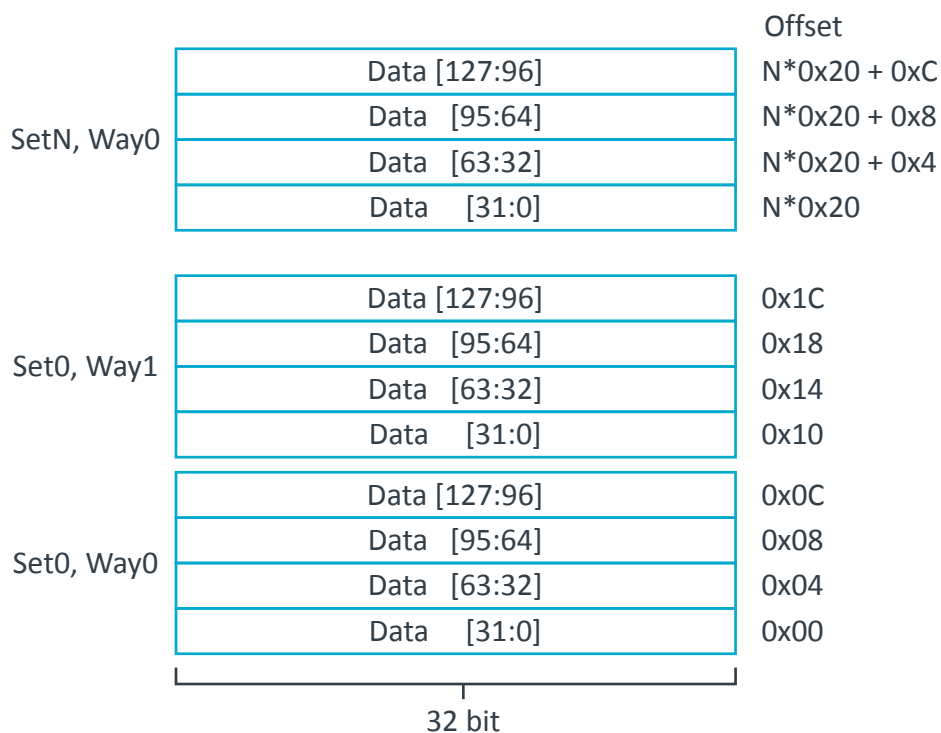 Offset
Data [127:96] N*0x20 + 0xC
Data [95:64] N*0x20 + 0x8
SetN, Way0
Data [63:32] N*0x20 + 0x4
Data [31:0] N*0x20
Data [127:96] 0x1C
Data [95:64] 0x18
Set0, Way1
Data [63:32] 0x14
Data [31:0] 0x10
Data [127:96] 0x0C
Data [95:64] 0x08
Set0, Way0
Data [63:32] 0x04
Data [31:0] 0x00
32 bit